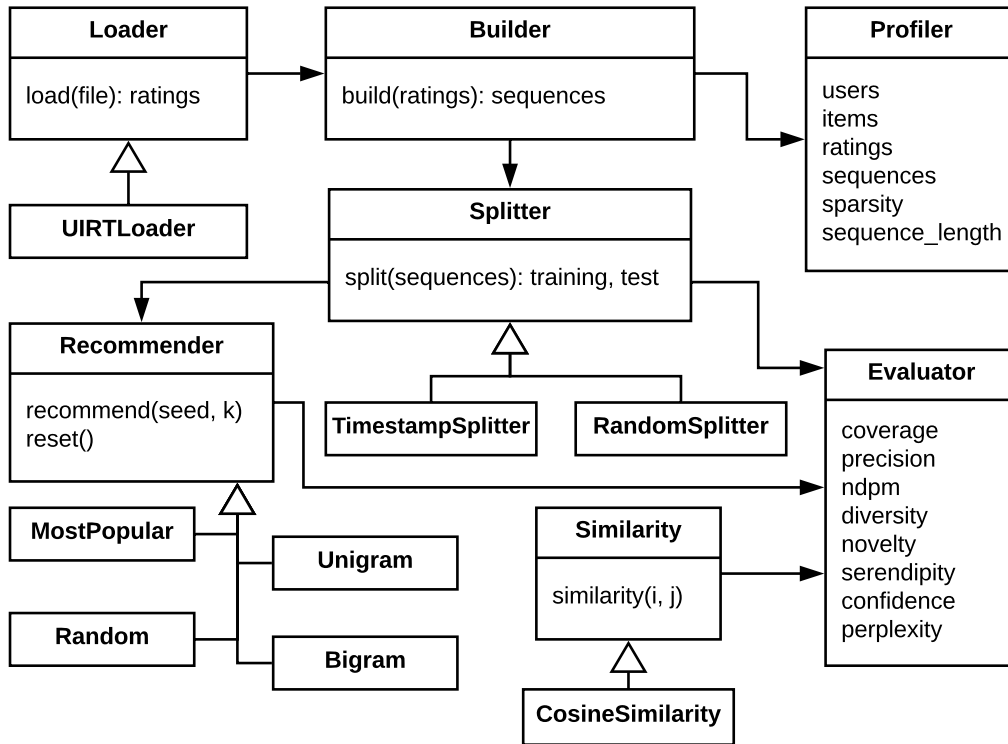 Loader
load(file): ratings
UIRTLoader
Builder
build(ratings): sequences
Profiler
users
items
ratings
sequences
sparsity
sequence_length
Splitter
split(sequences): training, test
TimestampSplitter
RandomSplitter
Recommender
recommend(seed, k)
reset()
MostPopular
Unigram
Random
Bigram
Similarity
similarity(i, j)
CosineSimilarity
Evaluator
coverage
precision
ndpm
diversity
novelty
serendipity
confidence
perplexity